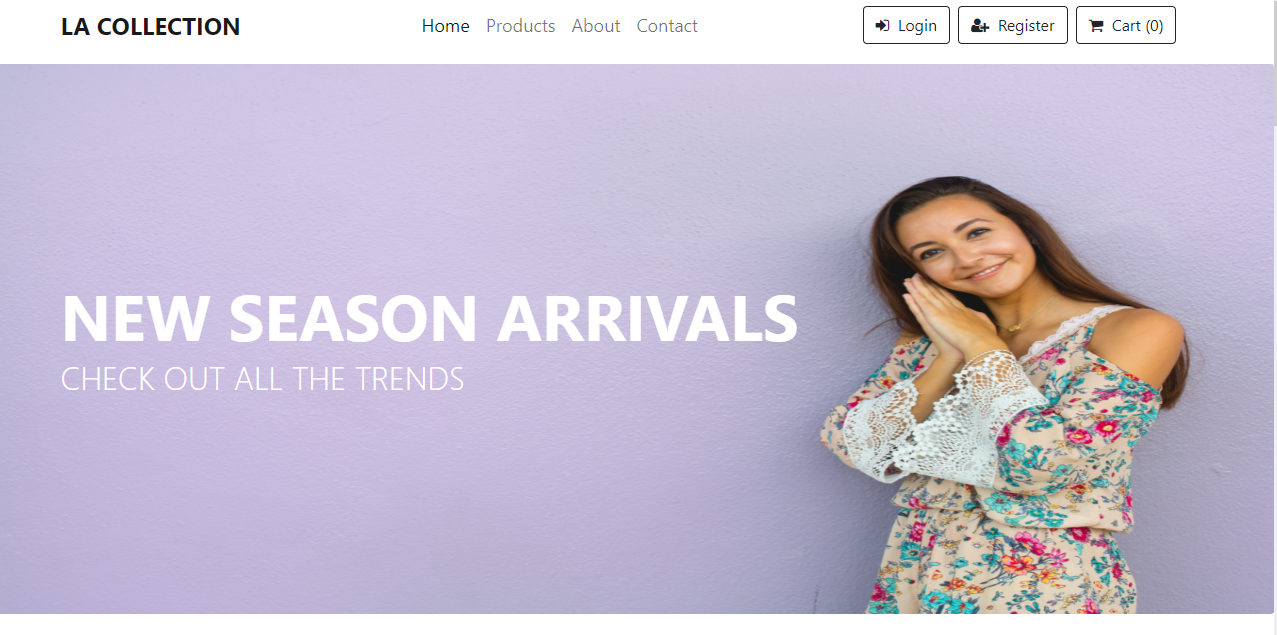 LA COLLECTION
Home Products About Contact
Login Register Cart (0)
NEW SEASON ARRIVALS
CHECK OUT ALL THE TRENDS